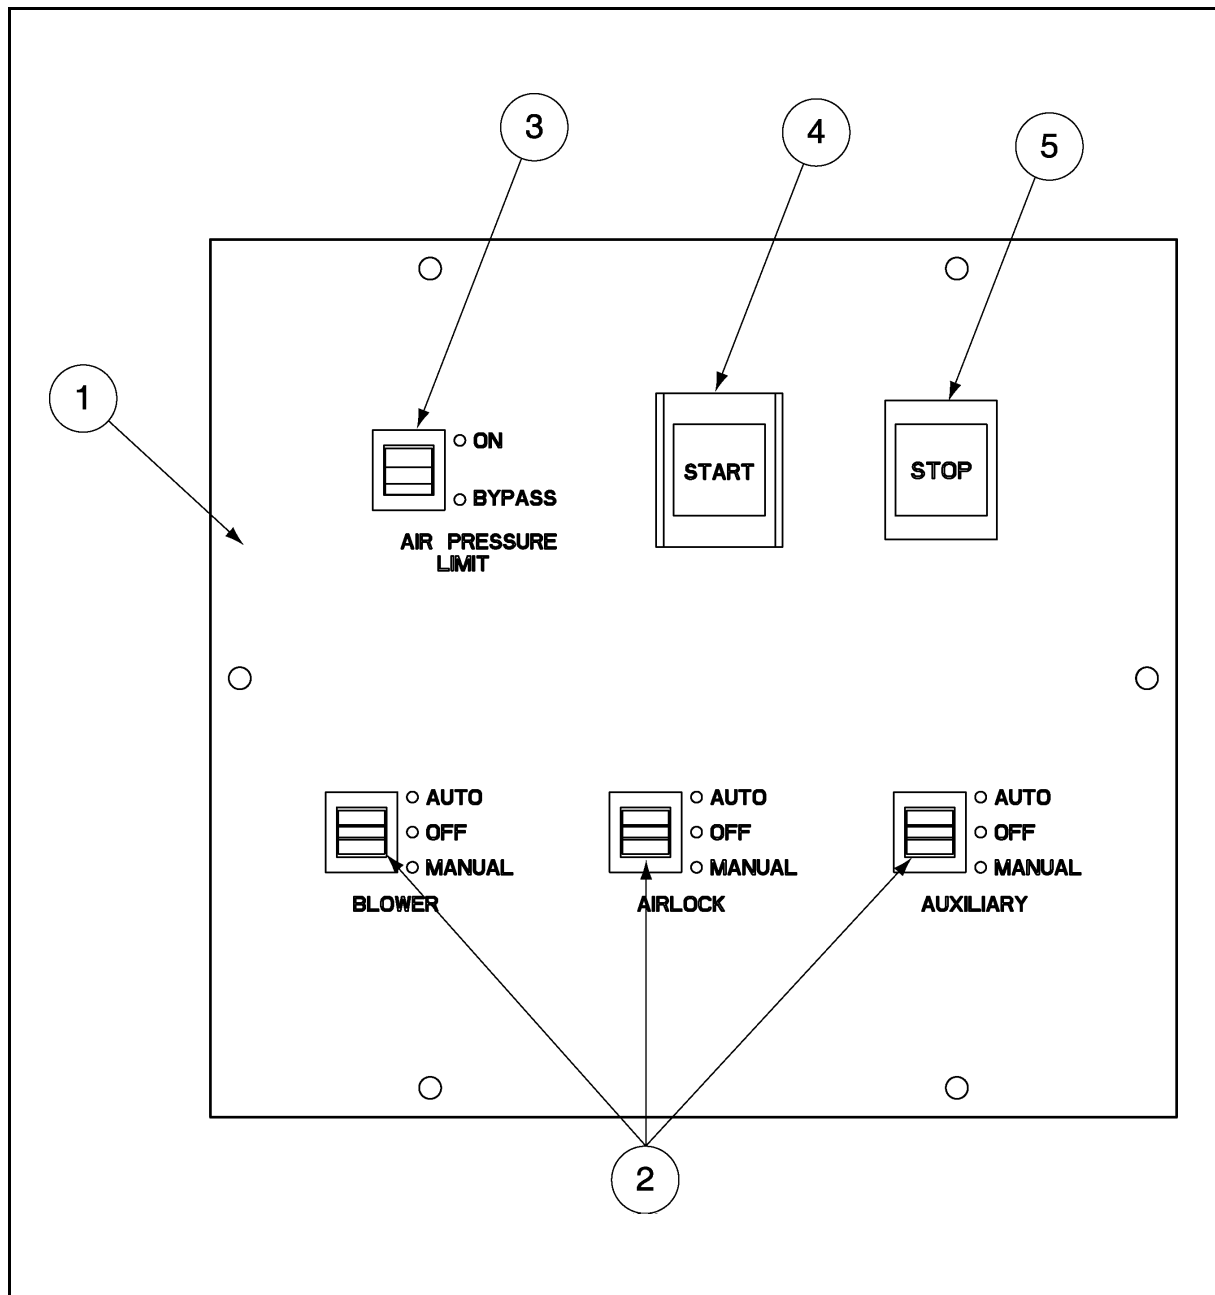 3
4
5
1
ON
BYPASS
AIR PRESSURE
LIMIT
START
STOP
AUTO
OFF
MANUAL
BLOWER
AUTO
OFF
MANUAL
AIRLOCK
AUTO
OFF
MANUAL
AUXILIARY
2